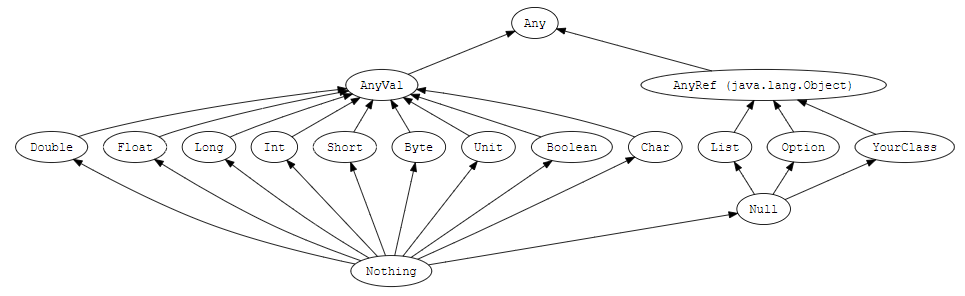 Any
AnyVal
AnyRef (java.lang.Object)
Double
Float
Long
Int
Short
Byte
Unit
Boolean
Char
List
Option
YourClass
Null
Nothing